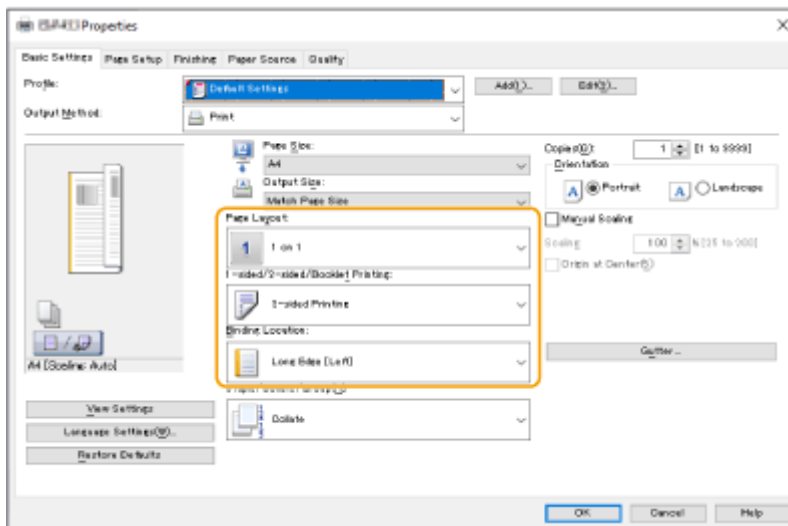 Properties
Basic Settings Page Setup Finishing Paper Source Quality
Profile:
Default Settings
Add(1)... Edit(2)...
Output Method:
Print
Page Size:
A4
Output Size:
Match Page Size
Copies(Q): 1 [1 to 9999]
Orientation
A Portrait A Landscape
Page Layout:
1 1 on 1
Manual Scaling
Scaling: 100 % [25 to 200]
Origin at Center(5)
1-sided/2-sided/Booklet Printing:
2-sided Printing
Binding Location:
Long Edge [Left]
Gutter...
A4 [Scaling: Auto]
Collate
View Settings
Language Settings(W)...
Restore Defaults
OK Cancel Help